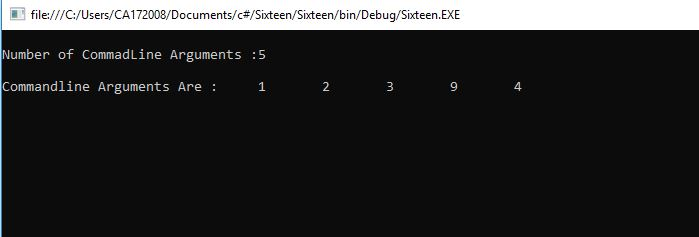 file:///C:/Users/CA172008/Documents/c#/Sixteen/Sixteen/bin/Debug/Sixteen.EXE
Number of CommadLine Arguments :5
Commandline Arguments Are : 1 2 3 9 4